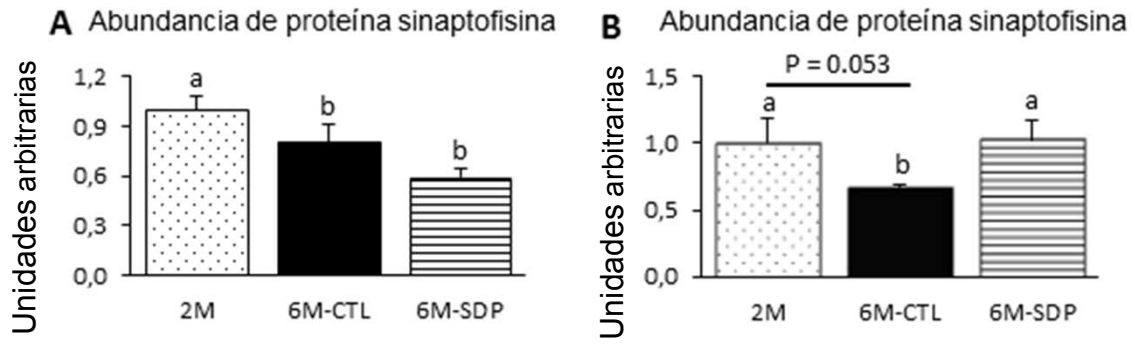 A Abundancia de proteína sinaptofisina
Unidades arbitrarias
1,2
0,9
0,6
0,3
0,0
a
b
b
2M
6M-CTL
6M-SDP
B Abundancia de proteína sinaptofisina
Unidades arbitrarias
1,5
1,0
0,5
0,0
P = 0.053
a
b
a
2M
6M-CTL
6M-SDP